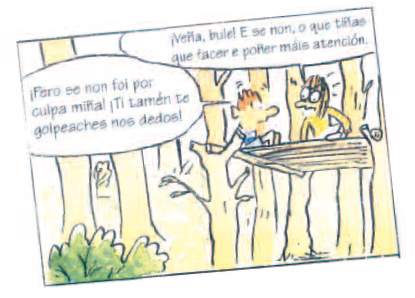 ¡Veña, bule! E se non, o que tiñas
que facer e poñer máis atención.
¡Pero se non foi por
culpa miña! ¡Ti tamén te
golpeaches nos dedos!